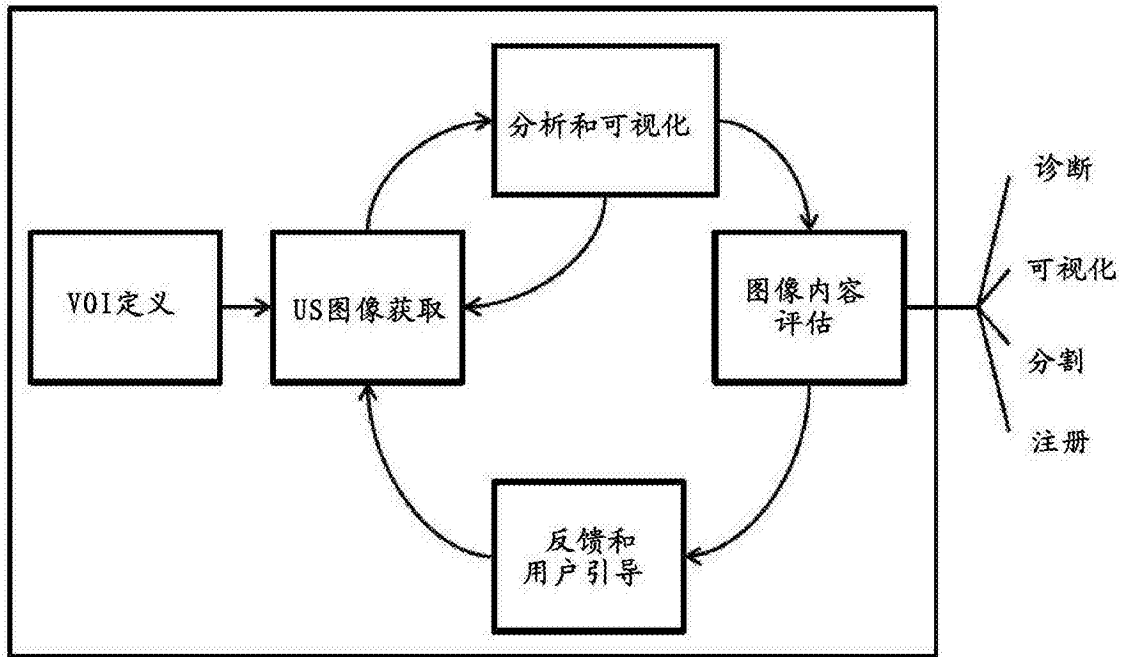 分析和可视化
VOI定义
US图像获取
图像内容
评估
反馈和
用户引导
诊断
可视化
分割
注册